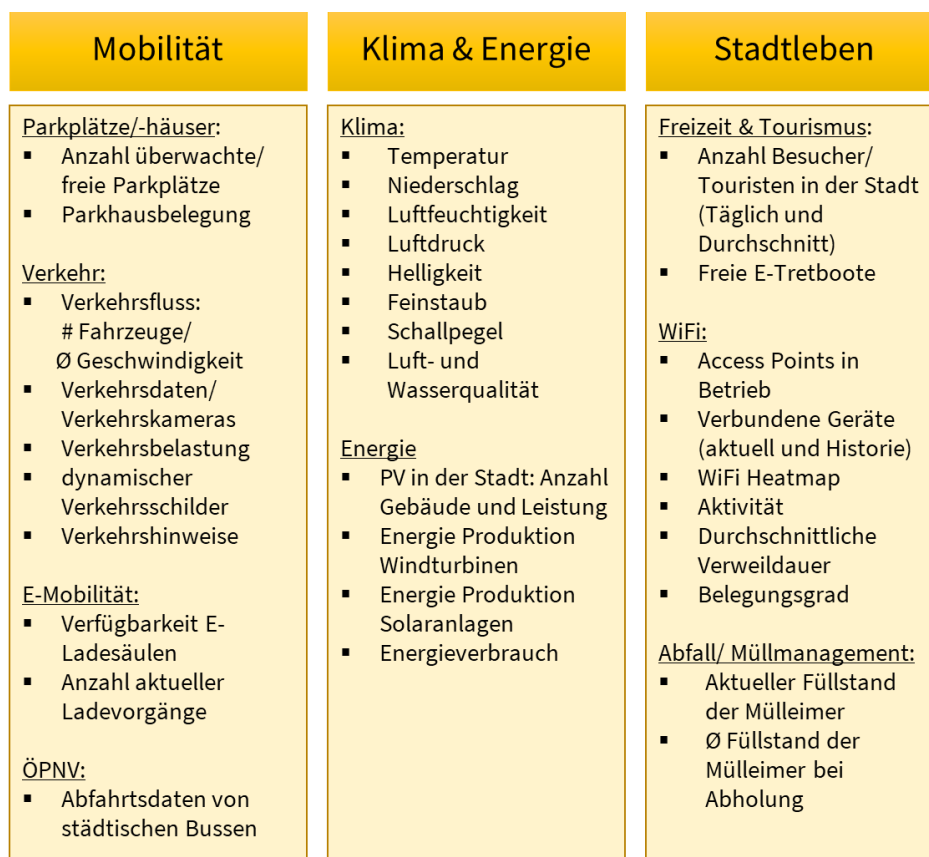 Mobilität
Parkplätze/-häuser:
▪ Anzahl überwachte/
freie Parkplätze
▪ Parkhausbelegung
Verkehr:
▪ Verkehrsfluss:
# Fahrzeuge/
Ø Geschwindigkeit
▪ Verkehrsdaten/
Verkehrskameras
▪ Verkehrsbelastung
▪ dynamischer
Verkehrsschilder
▪ Verkehrshinweise
E-Mobilität:
▪ Verfügbarkeit E-
Ladesäulen
▪ Anzahl aktueller
Ladevorgänge
ÖPNV:
▪ Abfahrtsdaten von
städtischen Bussen
Klima & Energie
Klima:
▪ Temperatur
▪ Niederschlag
▪ Luftfeuchtigkeit
▪ Luftdruck
▪ Helligkeit
▪ Feinstaub
▪ Schallpegel
▪ Luft- und
Wasserqualität
Energie
▪ PV in der Stadt: Anzahl
Gebäude und Leistung
▪ Energie Produktion
Windturbinen
▪ Energie Produktion
Solaranlagen
▪ Energieverbrauch
Stadtleben
Freizeit & Tourismus:
▪ Anzahl Besucher/
Touristen in der Stadt
(Täglich und
Durchschnitt)
▪ Freie E-Tretboote
WiFi:
▪ Access Points in
Betrieb
▪ Verbundene Geräte
(aktuell und Historie)
▪ WiFi Heatmap
▪ Aktivität
▪ Durchschnittliche
Verweildauer
▪ Belegungsgrad
Abfall/ Müllmanagement:
▪ Aktueller Füllstand
der Mülleimer
▪ Ø Füllstand der
Mülleimer bei
Abholung